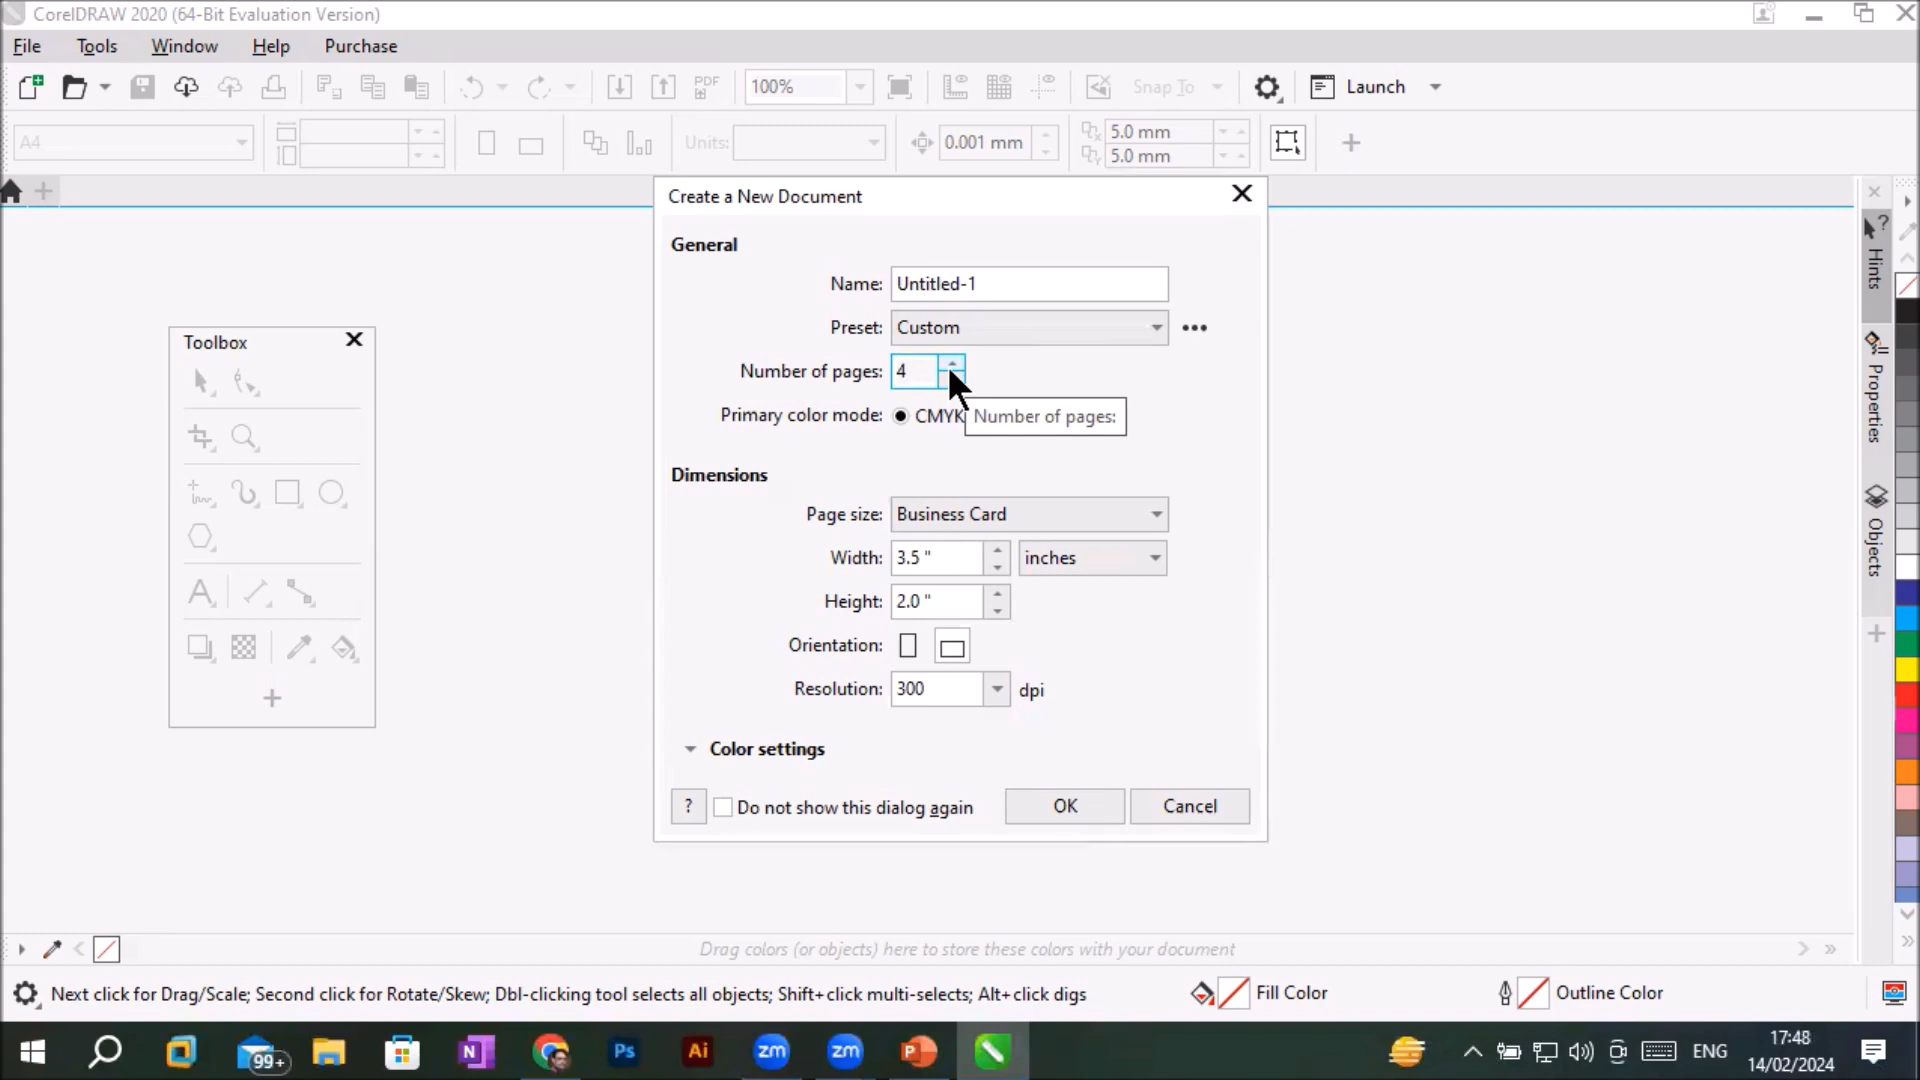 CorelDRAW 2020 (64-Bit Evaluation Version)
File Tools Window Help Purchase
PDF 100% Snap To Launch
A4 Units: 0.001 mm 5.0 mm
5.0 mm
Create a New Document
General
Name: Untitled-1
Preset: Custom
Number of pages: 4
Primary color mode: CMYK
Number of pages:
Dimensions
Page size: Business Card
Width: 3.5 " inches
Height: 2.0 "
Orientation:
Resolution: 300 dpi
Color settings
? Do not show this dialog again OK Cancel
Toolbox
Hints
Properties
Objects
Drag colors (or objects) here to store these colors with your document
Next click for Drag/Scale; Second click for Rotate/Skew; Dbl-clicking tool selects all objects; Shift+click multi-selects; Alt+click digs Fill Color Outline Color
99+ N Ps Ai zm zm P ENG 17:48
14/02/2024